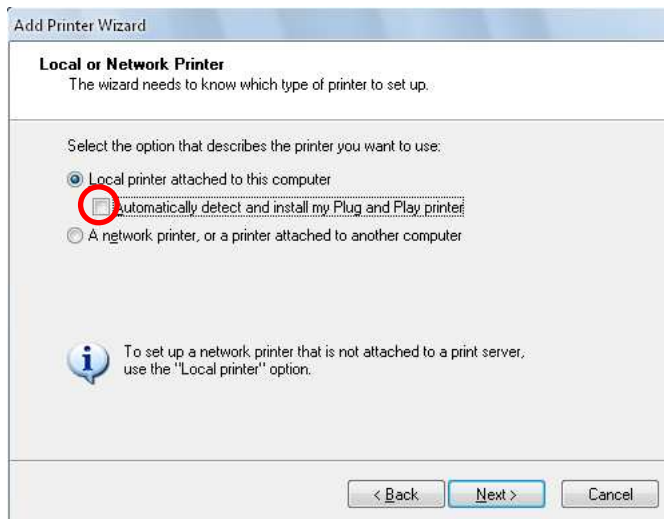 Add Printer Wizard
Local or Network Printer
The wizard needs to know which type of printer to set up.
Select the option that describes the printer you want to use:
Local printer attached to this computer
Automatically detect and install my Plug and Play printer
A network printer, or a printer attached to another computer
To set up a network printer that is not attached to a print server,
use the "Local printer" option.
< Back
Next >
Cancel